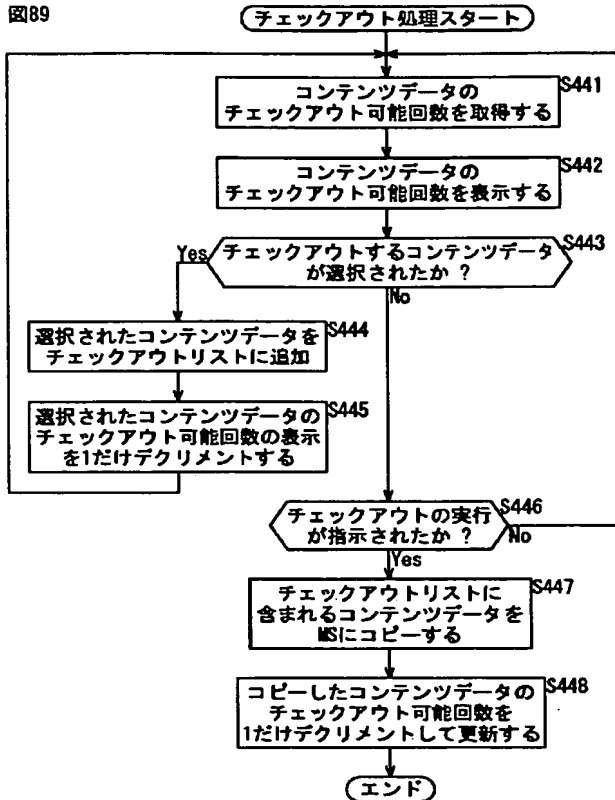 図89
チェックアウト処理スタート
S441
コンテンツデータの
チェックアウト可能回数を取得する
S442
コンテンツデータの
チェックアウト可能回数を表示する
S443
チェックアウトするコンテンツデータ
が選択されたか ?
Yes
No
S444
選択されたコンテンツデータを
チェックアウトリストに追加
S445
選択されたコンテンツデータの
チェックアウト可能回数の表示
を1だけデクリメントする
S446
チェックアウトの実行
が指示されたか ?
No
Yes
S447
チェックアウトリストに
含まれるコンテンツデータを
MSにコピーする
S448
コピーしたコンテンツデータの
チェックアウト可能回数を
1だけデクリメントして更新する
エンド